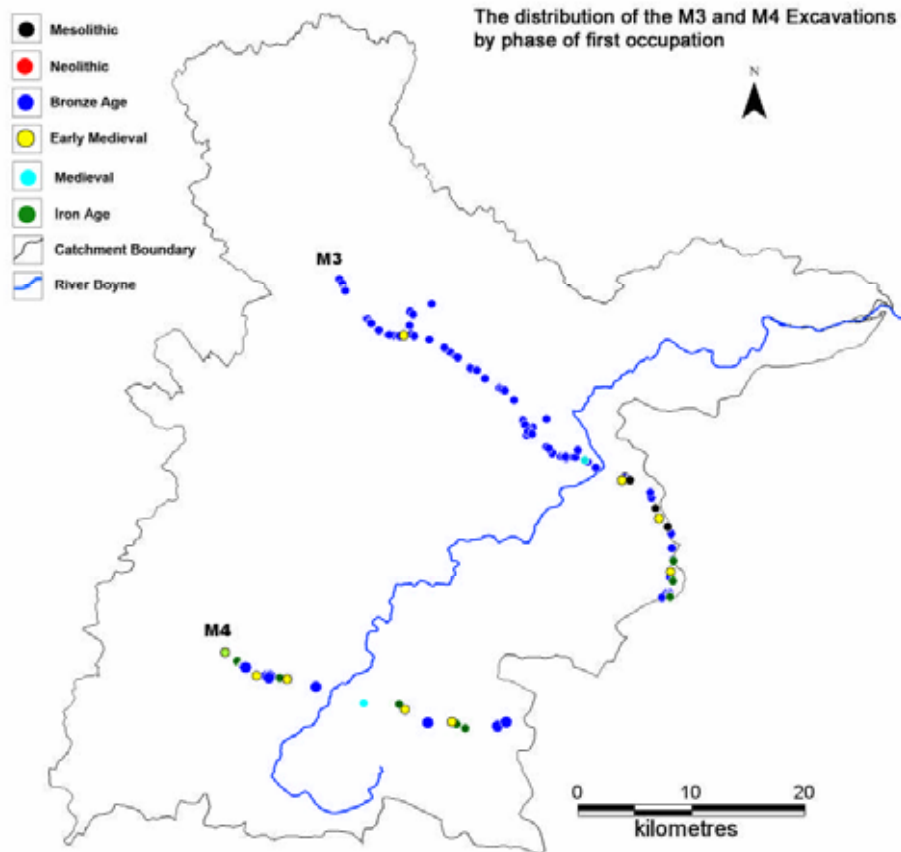 The distribution of the M3 and M4 Excavations
by phase of first occupation
Mesolithic
Neolithic
Bronze Age
Early Medieval
Medieval
Iron Age
Catchment Boundary
River Boyne
N
M3
M4
0 10 20
kilometres